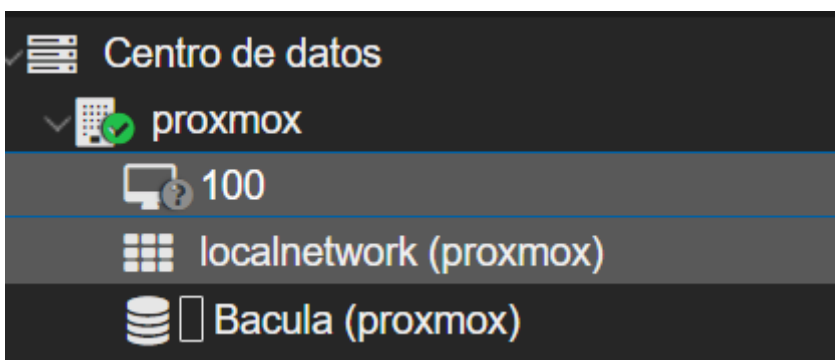 Centro de datos
proxmox
100
localnetwork (proxmox)
Bacula (proxmox)